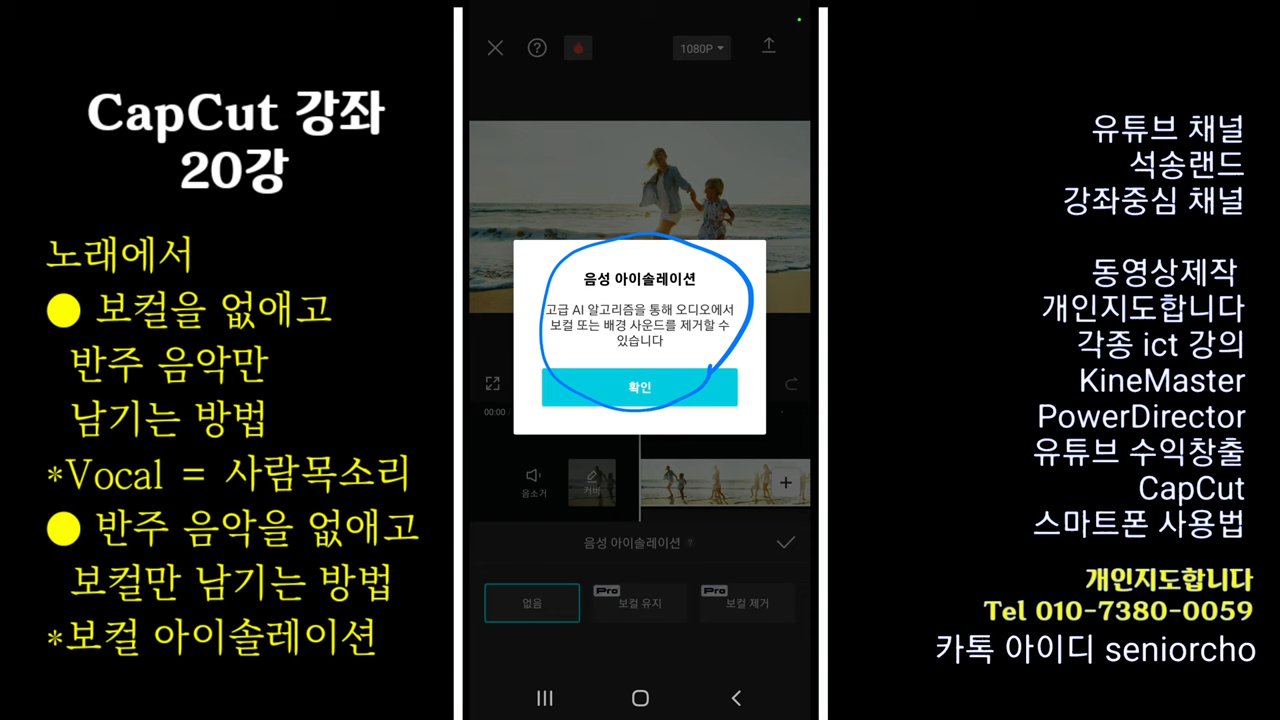 CapCut 강좌
20강
노래에서
● 보컬을 없애고
반주 음악만
남기는 방법
*Vocal = 사람목소리
● 반주 음악을 없애고
보컬만 남기는 방법
*보컬 아이솔레이션
1080P
음성 아이솔레이션
고급 AI 알고리즘을 통해 오디오에서
보컬 또는 배경 사운드를 제거할 수
있습니다
확인
00:00
음소거
커버
음성 아이솔레이션
없음
Pro
보컬 유지
Pro
보컬 제거
유튜브 채널
석송랜드
강좌중심 채널
동영상제작
개인지도합니다
각종 ict 강의
KineMaster
PowerDirector
유튜브 수익창출
CapCut
스마트폰 사용법
개인지도합니다
Tel 010-7380-0059
카톡 아이디 seniorcho